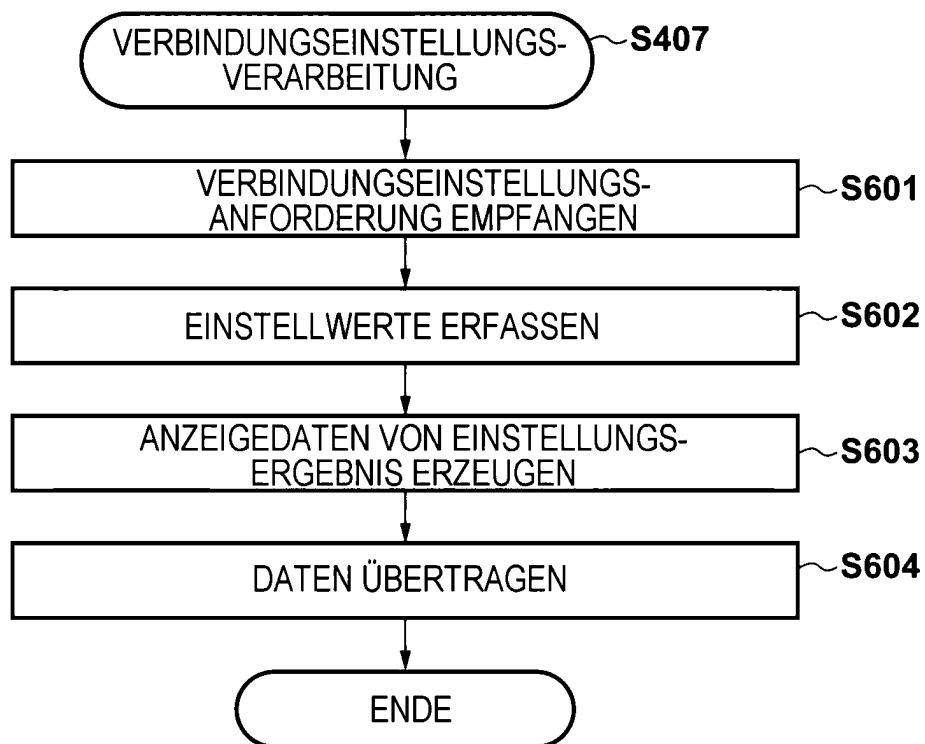 VERBINDUNGSEINSTELLUNGS-
VERARBEITUNG
S407
VERBINDUNGSEINSTELLUNGS-
ANFORDERUNG EMPFANGEN
S601
EINSTELLWERTE ERFASSEN
S602
ANZEIGEDATEN VON EINSTELLUNGS-
ERGEBNIS ERZEUGEN
S603
DATEN ÜBERTRAGEN
S604
ENDE